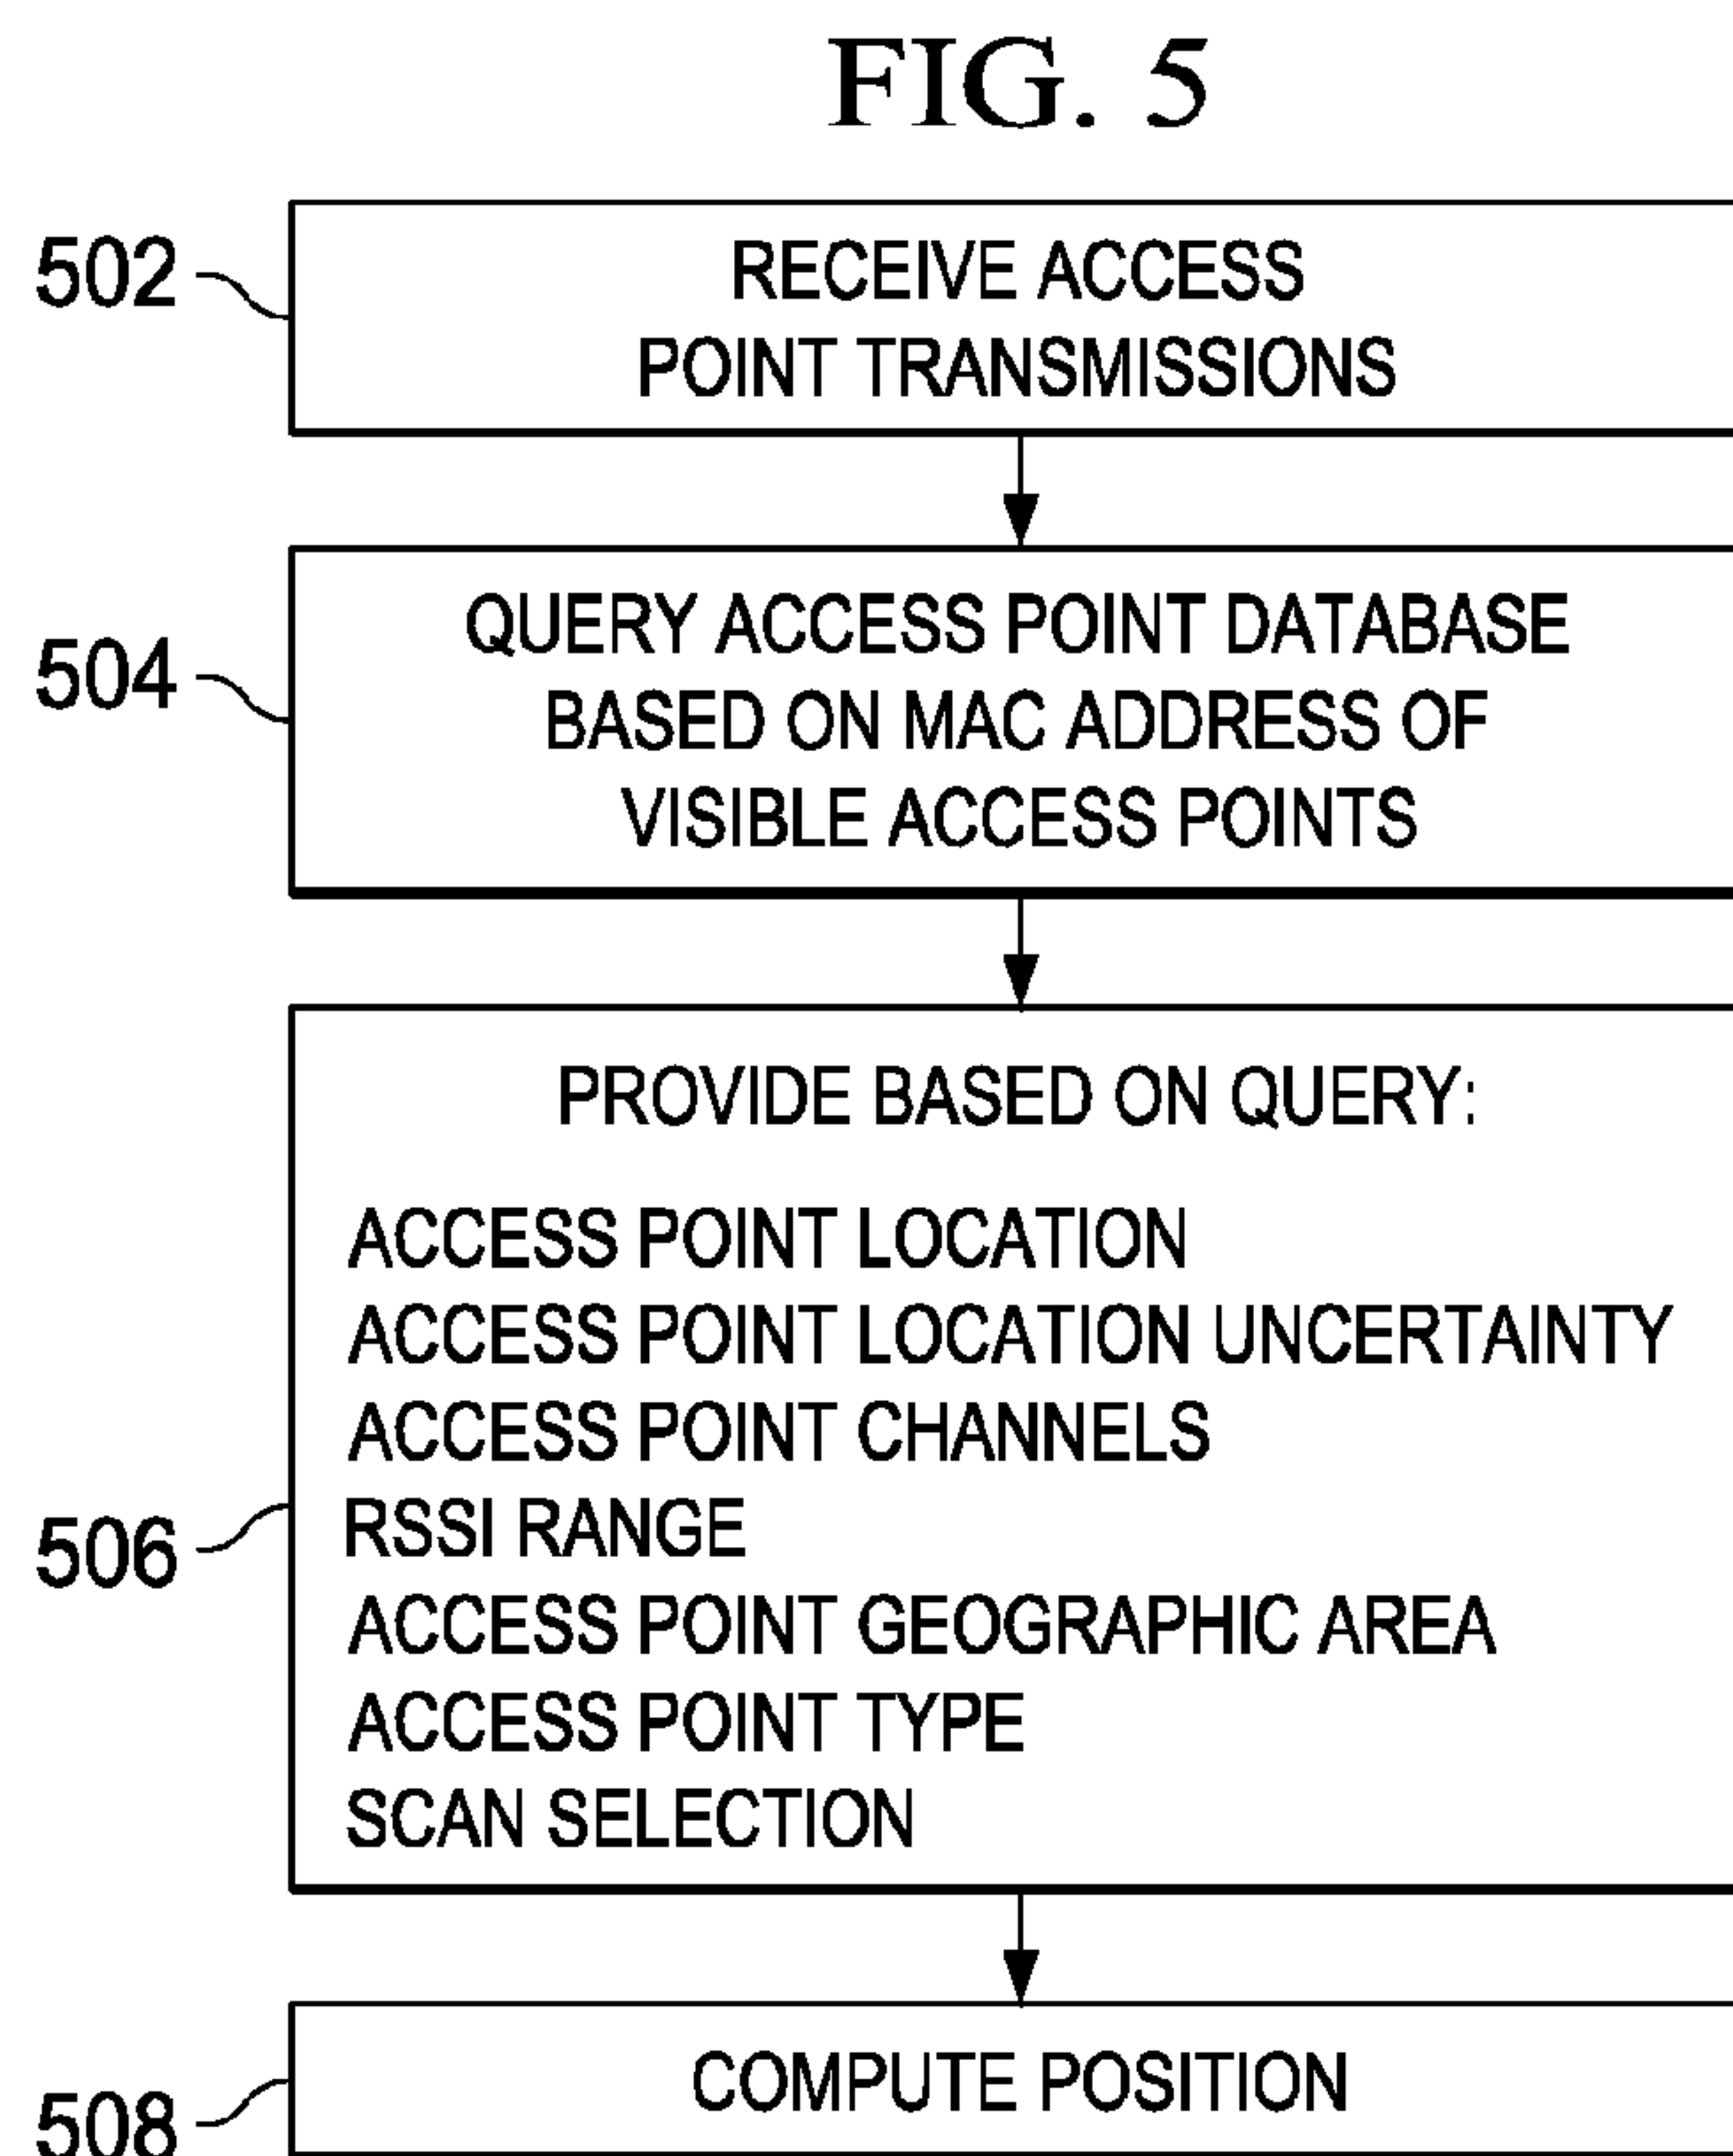 FIG. 5
502
RECEIVE ACCESS
POINT TRANSMISSIONS
504
QUERY ACCESS POINT DATABASE
BASED ON MAC ADDRESS OF
VISIBLE ACCESS POINTS
506
PROVIDE BASED ON QUERY:
ACCESS POINT LOCATION
ACCESS POINT LOCATION UNCERTAINTY
ACCESS POINT CHANNELS
RSSI RANGE
ACCESS POINT GEOGRAPHIC AREA
ACCESS POINT TYPE
SCAN SELECTION
508
COMPUTE POSITION